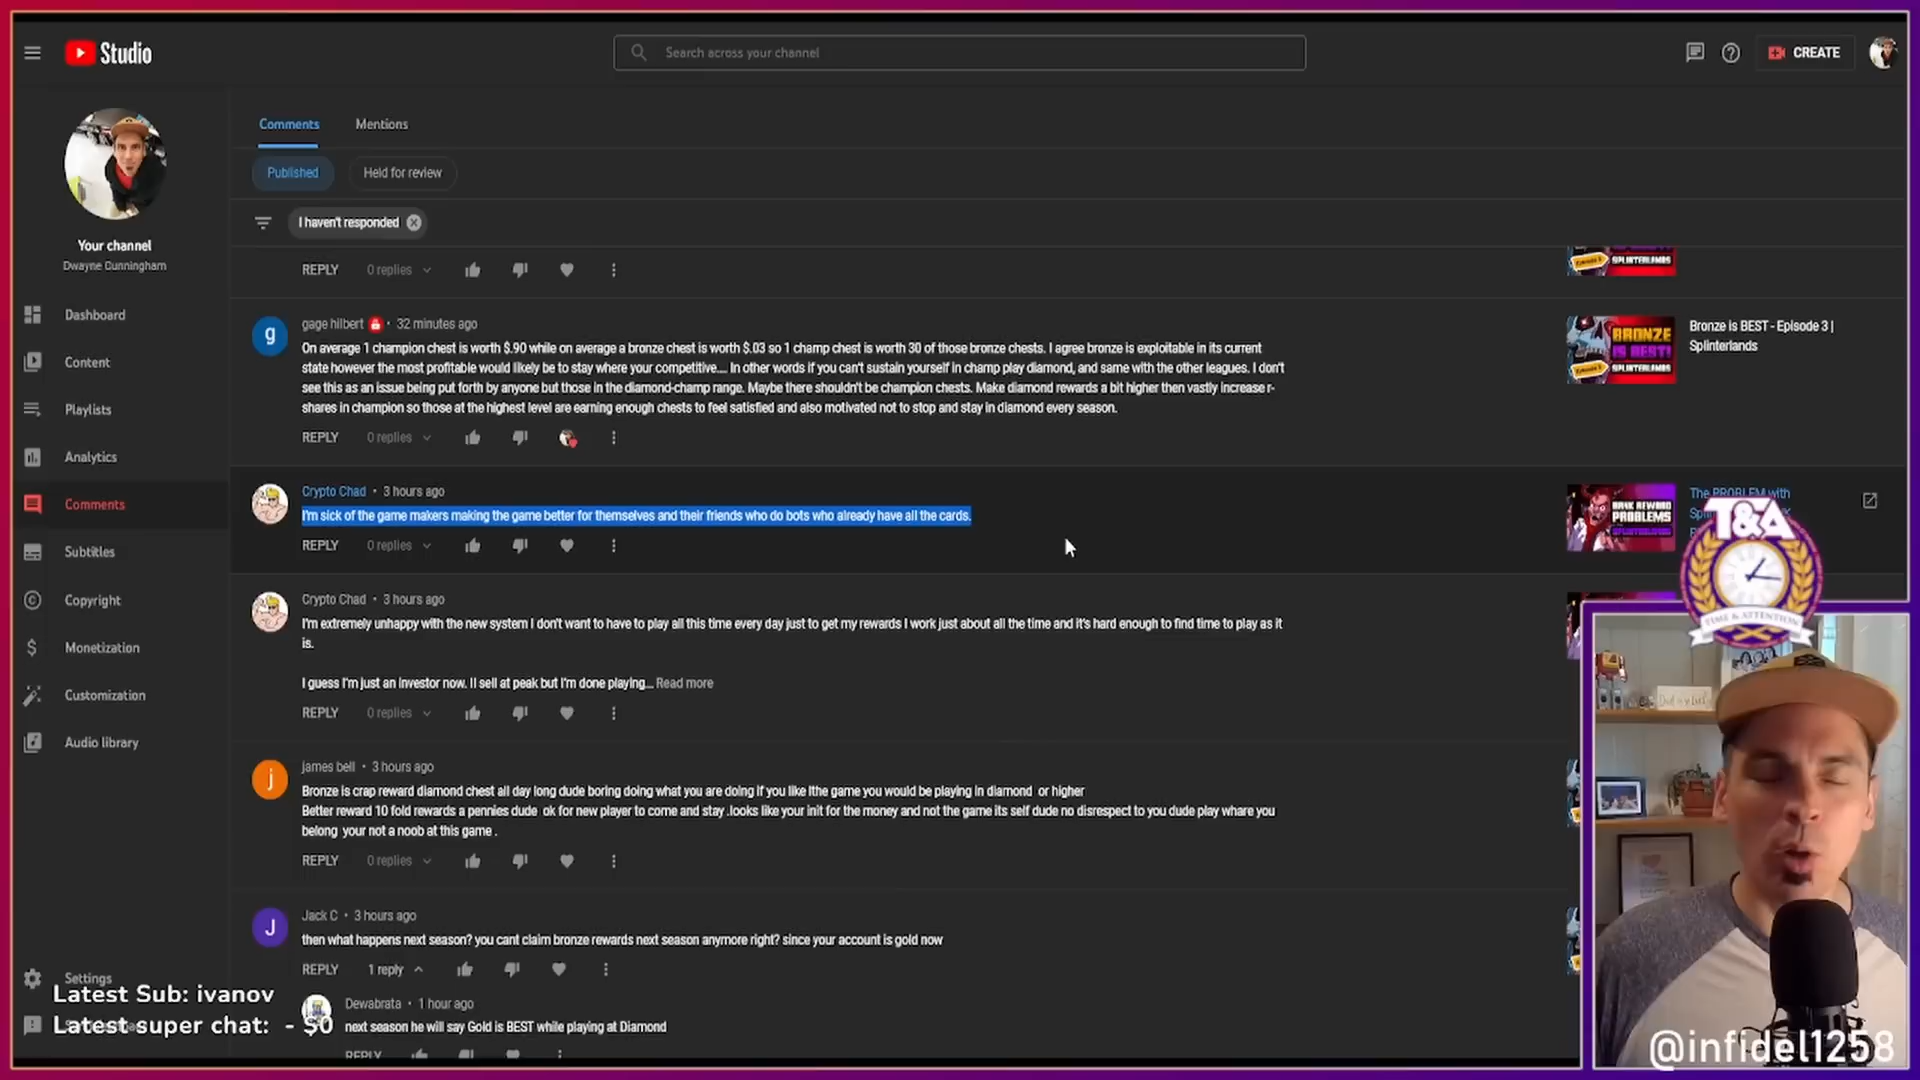 Studio
Search across your channel
CREATE
Your channel
Dwayne Cunningham
Dashboard
Content
Playlists
Analytics
Comments
Subtitles
Copyright
Monetization
Customization
Audio library
Settings
Latest Sub: ivanov
Latest super chat:  - $0
Comments
Mentions
Published
Held for review
I haven't responded
REPLY 0 replies
SPLINTERLANDS
gage hilbert • 32 minutes ago
On average 1 champion chest is worth $.90 while on average a bronze chest is worth $.03 so 1 champ chest is worth 30 of those bronze chests. I agree bronze is exploitable in its current
state however the most profitable would likely be to stay where your competitive.... In other words if you can't sustain yourself in champ play diamond, and same with the other leagues. I don't
see this as an issue being put forth by anyone but those in the diamond-champ range. Maybe there shouldn't be champion chests. Make diamond rewards a bit higher then vastly increase r-
shares in champion so those at the highest level are earning enough chests to feel satisfied and also motivated not to stop and stay in diamond every season.
REPLY 0 replies
BRONZE
IS BEST!
SPLINTERLANDS
Bronze is BEST - Episode 3 |
Splinterlands
Crypto Chad • 3 hours ago
I'm sick of the game makers making the game better for themselves and their friends who do bots who already have all the cards.
REPLY 0 replies
RANK REWARD
PROBLEMS
The PROBLEM with
Crypto Chad • 3 hours ago
I'm extremely unhappy with the new system I don't want to have to play all this time every day just to get my rewards I work just about all the time and it's hard enough to find time to play as it
is.
I guess I'm just an investor now. II sell at peak but I'm done playing... Read more
REPLY 0 replies
james bell • 3 hours ago
Bronze is crap reward diamond chest all day long dude boring doing what you are doing if you like lthe game you would be playing in diamond or higher
Better reward 10 fold rewards a pennies dude ok for new player to come and stay .looks like your init for the money and not the game its self dude no disrespect to you dude play whare you
belong your not a noob at this game .
REPLY 0 replies
Jack C • 3 hours ago
then what happens next season? you cant claim bronze rewards next season anymore right? since your account is gold now
REPLY 1 reply
Dewabrata • 1 hour ago
next season he will say Gold is BEST while playing at Diamond
REPLY
g
j
J
T&A
TIME & ATTENTION
@infidel1258